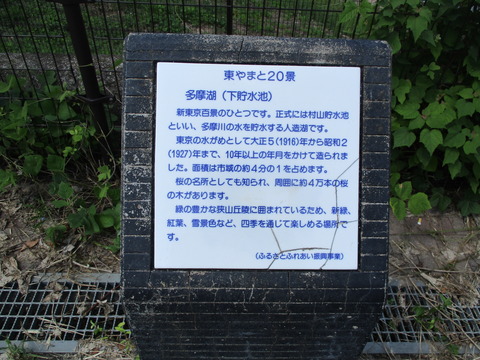 東やまと20景
多摩湖（下貯水池）
新東京百景のひとつです。正式には村山貯水池
といい、多摩川の水を貯水する人造湖です。
東京の水がめとして大正5(1916)年から昭和2
(1927)年まで、10年以上の年月をかけて造られま
した。面積は市域の約4分の1を占めます。
桜の名所としても知られ、周囲に約4万本の桜
の木があります。
緑の豊かな狭山丘陵に囲まれているため、新緑、
紅葉、雪景色など、四季を通じて楽しめる場所で
す。
（ふるさとふれあい振興事業）